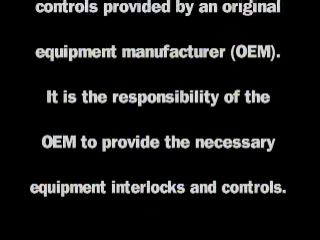 controls provided by an original
equipment manufacturer (OEM).
It is the responsibility of the
OEM to provide the necessary
equipment interlocks and controls.